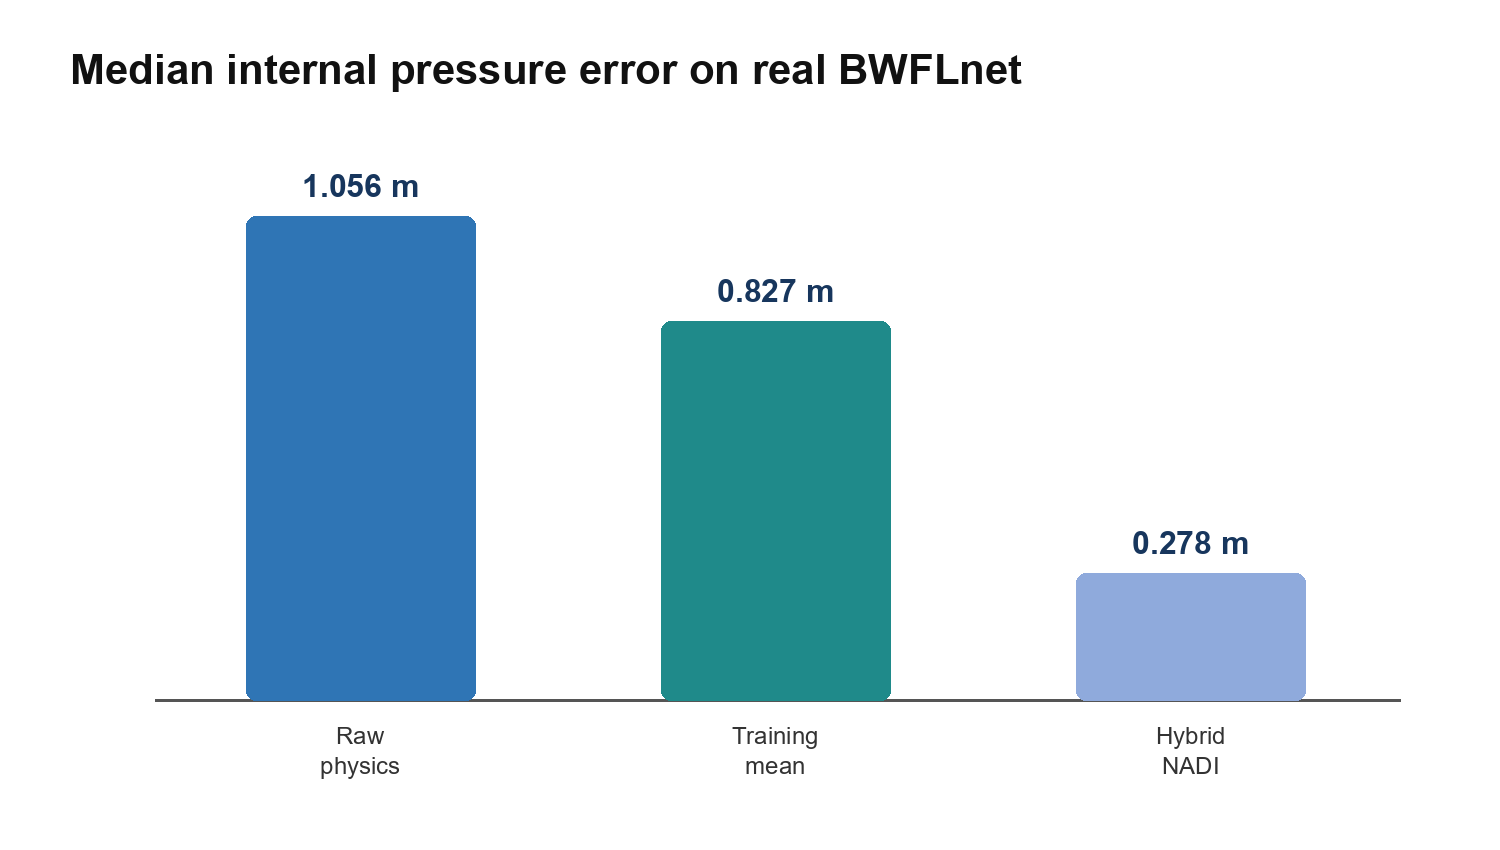 Median internal pressure error on real BWFLnet
1.056 m
0.827 m
0.278 m
Raw
physics
Training
mean
Hybrid
NADI